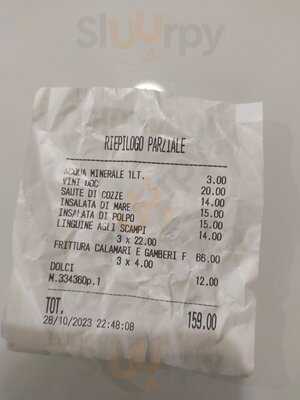 Sluurpy
RIEPILOGO PARZIALE
ACQUA MINERALE 1LT. 3.00
VINI DOC 20.00
SAUTE DI COZZE 14.00
INSALATA DI MARE 15.00
INSALATA DI POLPO 15.00
LINGUINE AGLI SCAMPI 14.00
3 x 22.00
FRITTURA CALAMARI E GAMBERI F 66.00
3 x 4.00
DOLCI 12.00
M.334360p.1
TOT. 159.00
28/10/2023 22:48:08